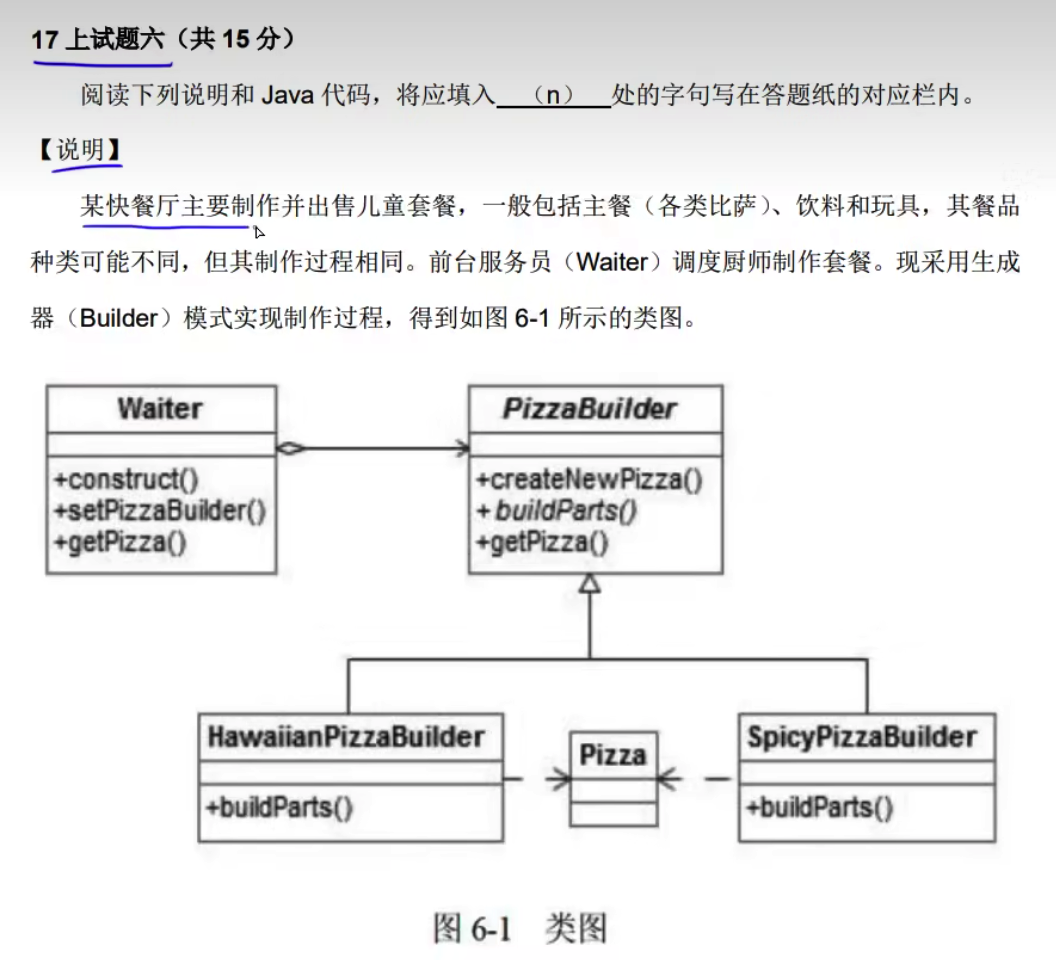 17 上试题六（共 15 分）
阅读下列说明和 Java 代码，将应填入 （n） 处的字句写在答题纸的对应栏内。
【说明】
某快餐厅主要制作并出售儿童套餐，一般包括主餐（各类比萨）、饮料和玩具，其餐品
种类可能不同，但其制作过程相同。前台服务员（Waiter）调度厨师制作套餐。现采用生成
器（Builder）模式实现制作过程，得到如图 6-1 所示的类图。
Waiter
+construct()
+setPizzaBuilder()
+getPizza()
PizzaBuilder
+createNewPizza()
+buildParts()
+getPizza()
HawaiianPizzaBuilder
+buildParts()
Pizza
SpicyPizzaBuilder
+buildParts()
图 6-1 类图